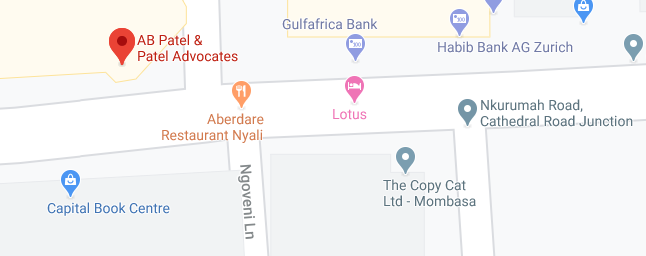 Gulfafrica Bank
AB Patel &
Patel Advocates
Habib Bank AG Zurich
Aberdare
Restaurant Nyali
Lotus
Nkurumah Road,
Cathedral Road Junction
Ngoveni Ln
The Copy Cat
Ltd - Mombasa
Capital Book Centre